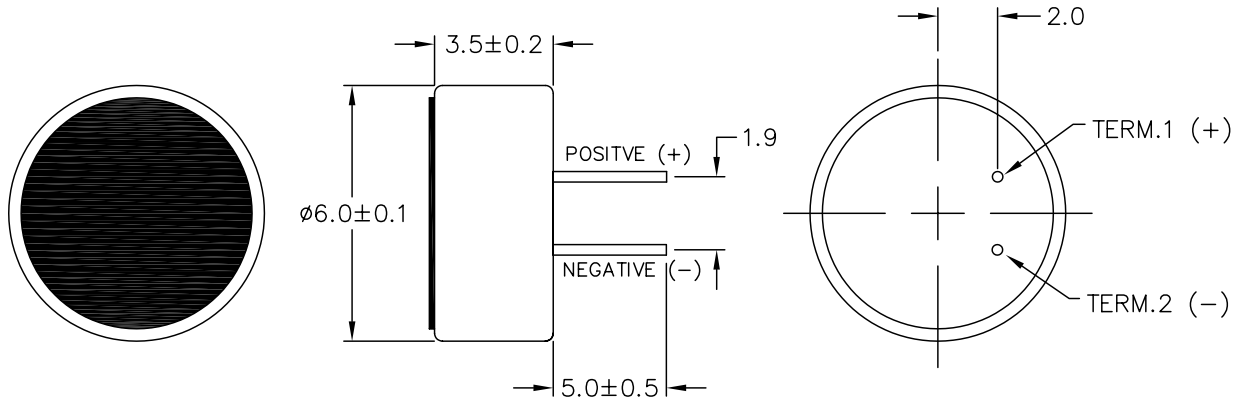 2.0
3.5±0.2
TERM.1 (+)
1.9
POSITVE (+)
⌀6.0±0.1
NEGATIVE (-)
TERM.2 (-)
5.0±0.5